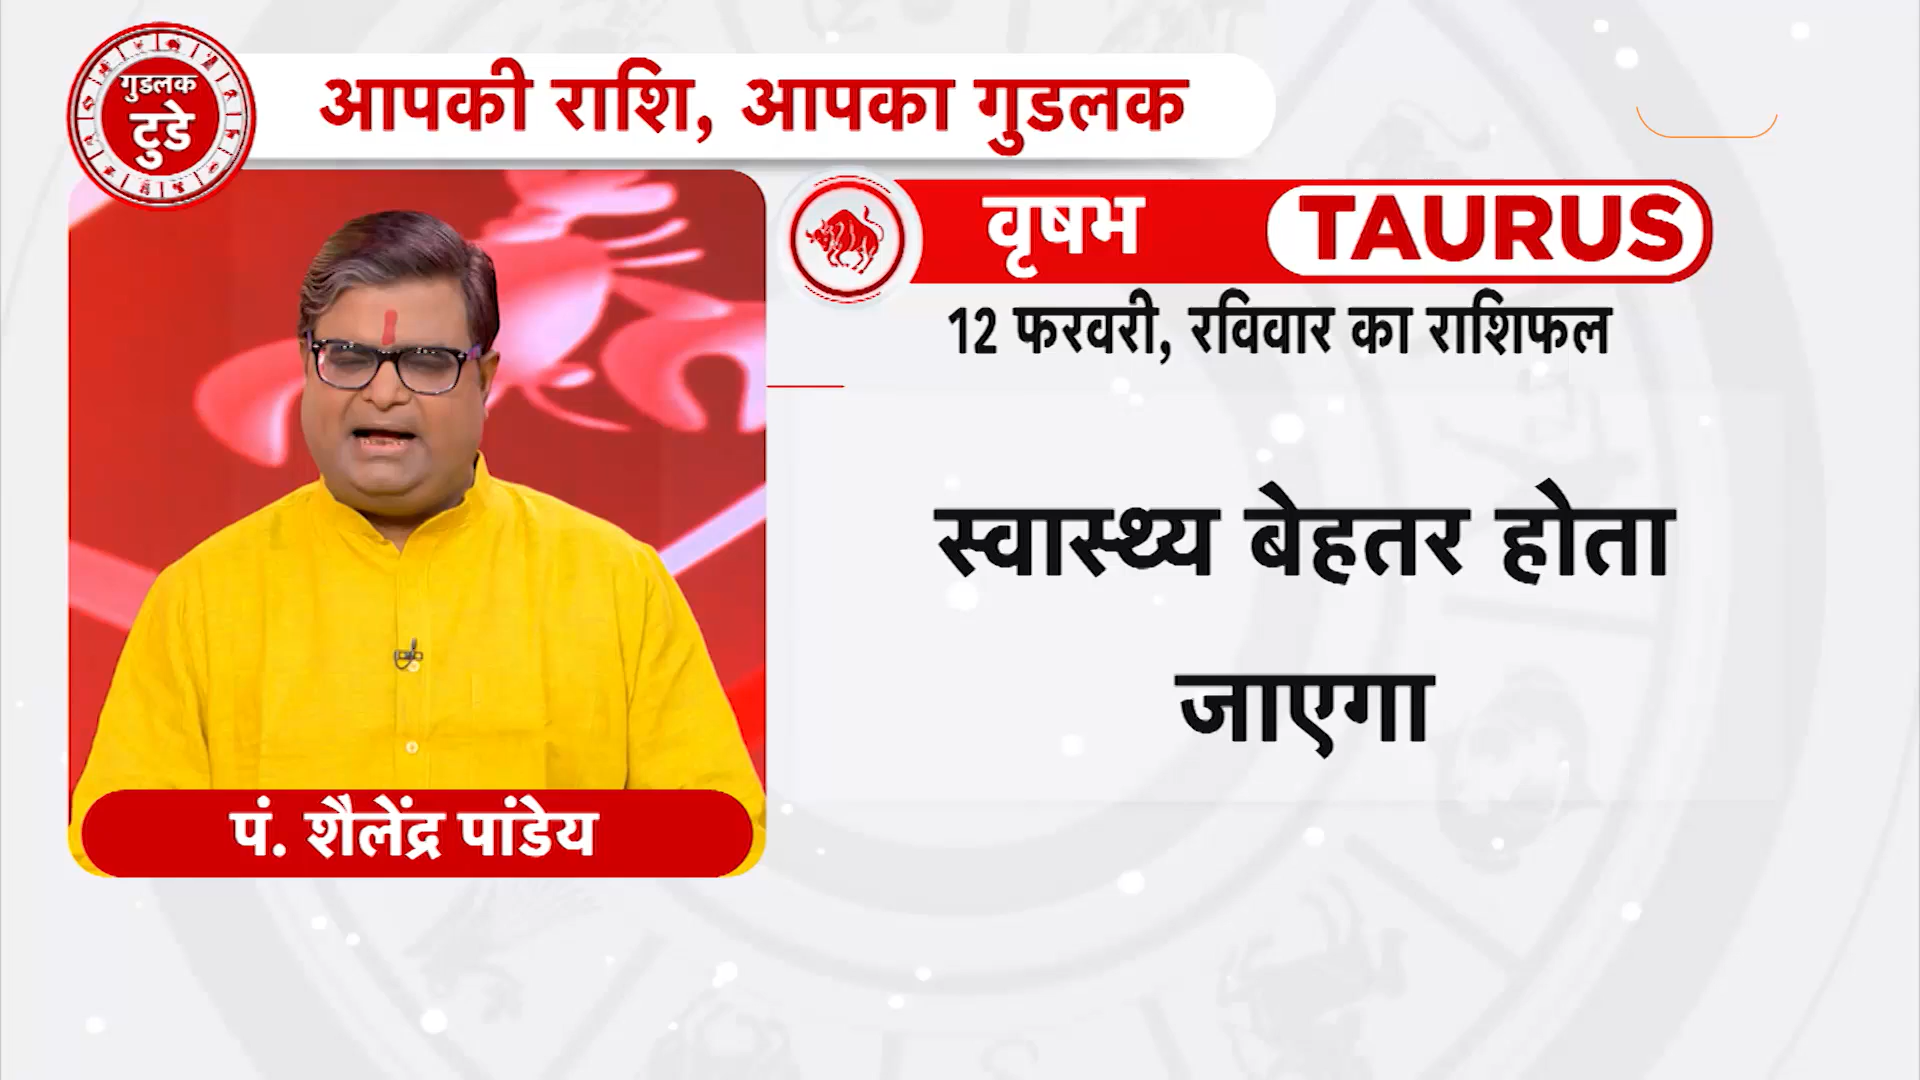 गुडलक
टुडे
आपकी राशि, आपका गुडलक
वृषभ TAURUS
12 फरवरी, रविवार का राशिफल
स्वास्थ्य बेहतर होता
जाएगा
पं. शैलेंद्र पांडेय